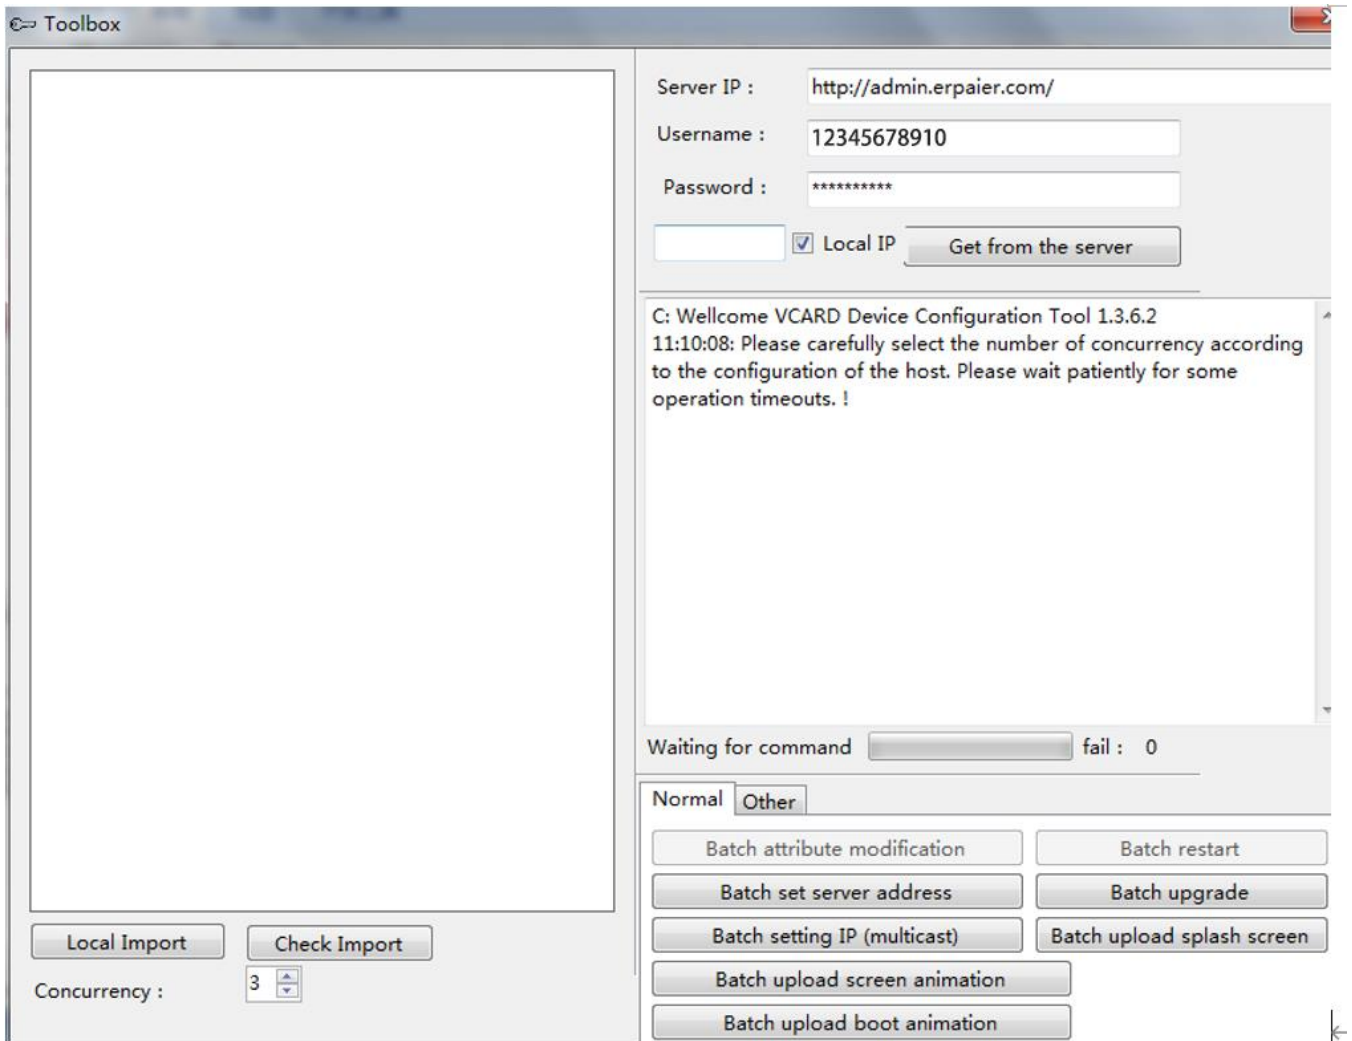 Toolbox
Server IP :
http://admin.erpaier.com/
Username :
12345678910
Password :
**********
Local IP
Get from the server
C: Wellcome VCARD Device Configuration Tool 1.3.6.2
11:10:08: Please carefully select the number of concurrency according
to the configuration of the host. Please wait patiently for some
operation timeouts. !
Waiting for command
fail : 0
Normal
Other
Batch attribute modification
Batch restart
Batch set server address
Batch upgrade
Batch setting IP (multicast)
Batch upload splash screen
Batch upload screen animation
Batch upload boot animation
Local Import
Check Import
Concurrency :
3